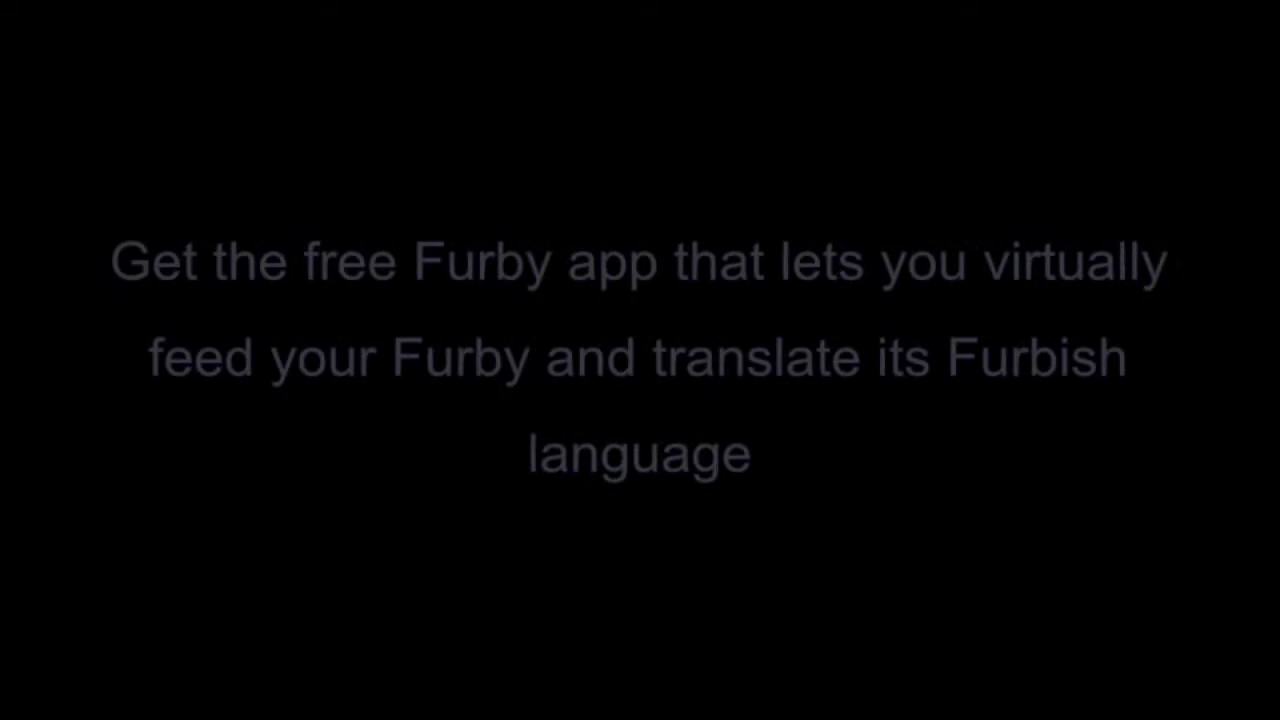 Get the free Furby app that lets you virtually
feed your Furby and translate its Furbish
language